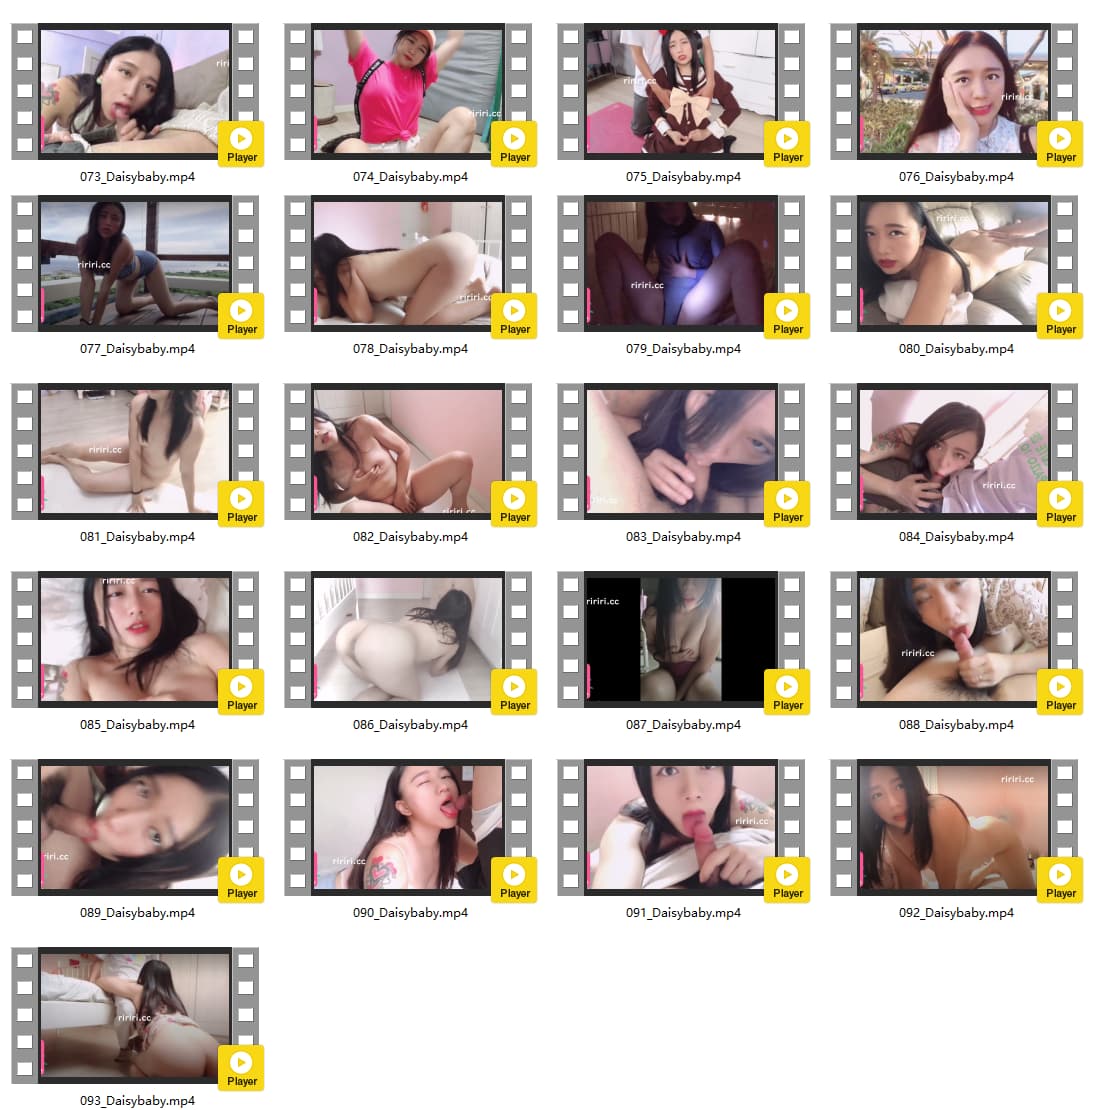 riri
Player
073_Daisybaby.mp4
ririri.cc
Player
074_Daisybaby.mp4
ririri.cc
Player
075_Daisybaby.mp4
ririri.cc
Player
076_Daisybaby.mp4
ririri.cc
Player
077_Daisybaby.mp4
ririri.cc
Player
078_Daisybaby.mp4
ririri.cc
Player
079_Daisybaby.mp4
ririri.cc
Player
080_Daisybaby.mp4
ririri.cc
Player
081_Daisybaby.mp4
ririri.cc
Player
082_Daisybaby.mp4
ririri.cc
Player
083_Daisybaby.mp4
ririri.cc
Player
084_Daisybaby.mp4
ririri.cc
Player
085_Daisybaby.mp4
Player
086_Daisybaby.mp4
ririri.cc
Player
087_Daisybaby.mp4
ririri.cc
Player
088_Daisybaby.mp4
iri.cc
Player
089_Daisybaby.mp4
ririri.cc
Player
090_Daisybaby.mp4
ririri.cc
Player
091_Daisybaby.mp4
ririri.cc
Player
092_Daisybaby.mp4
ririri.cc
Player
093_Daisybaby.mp4